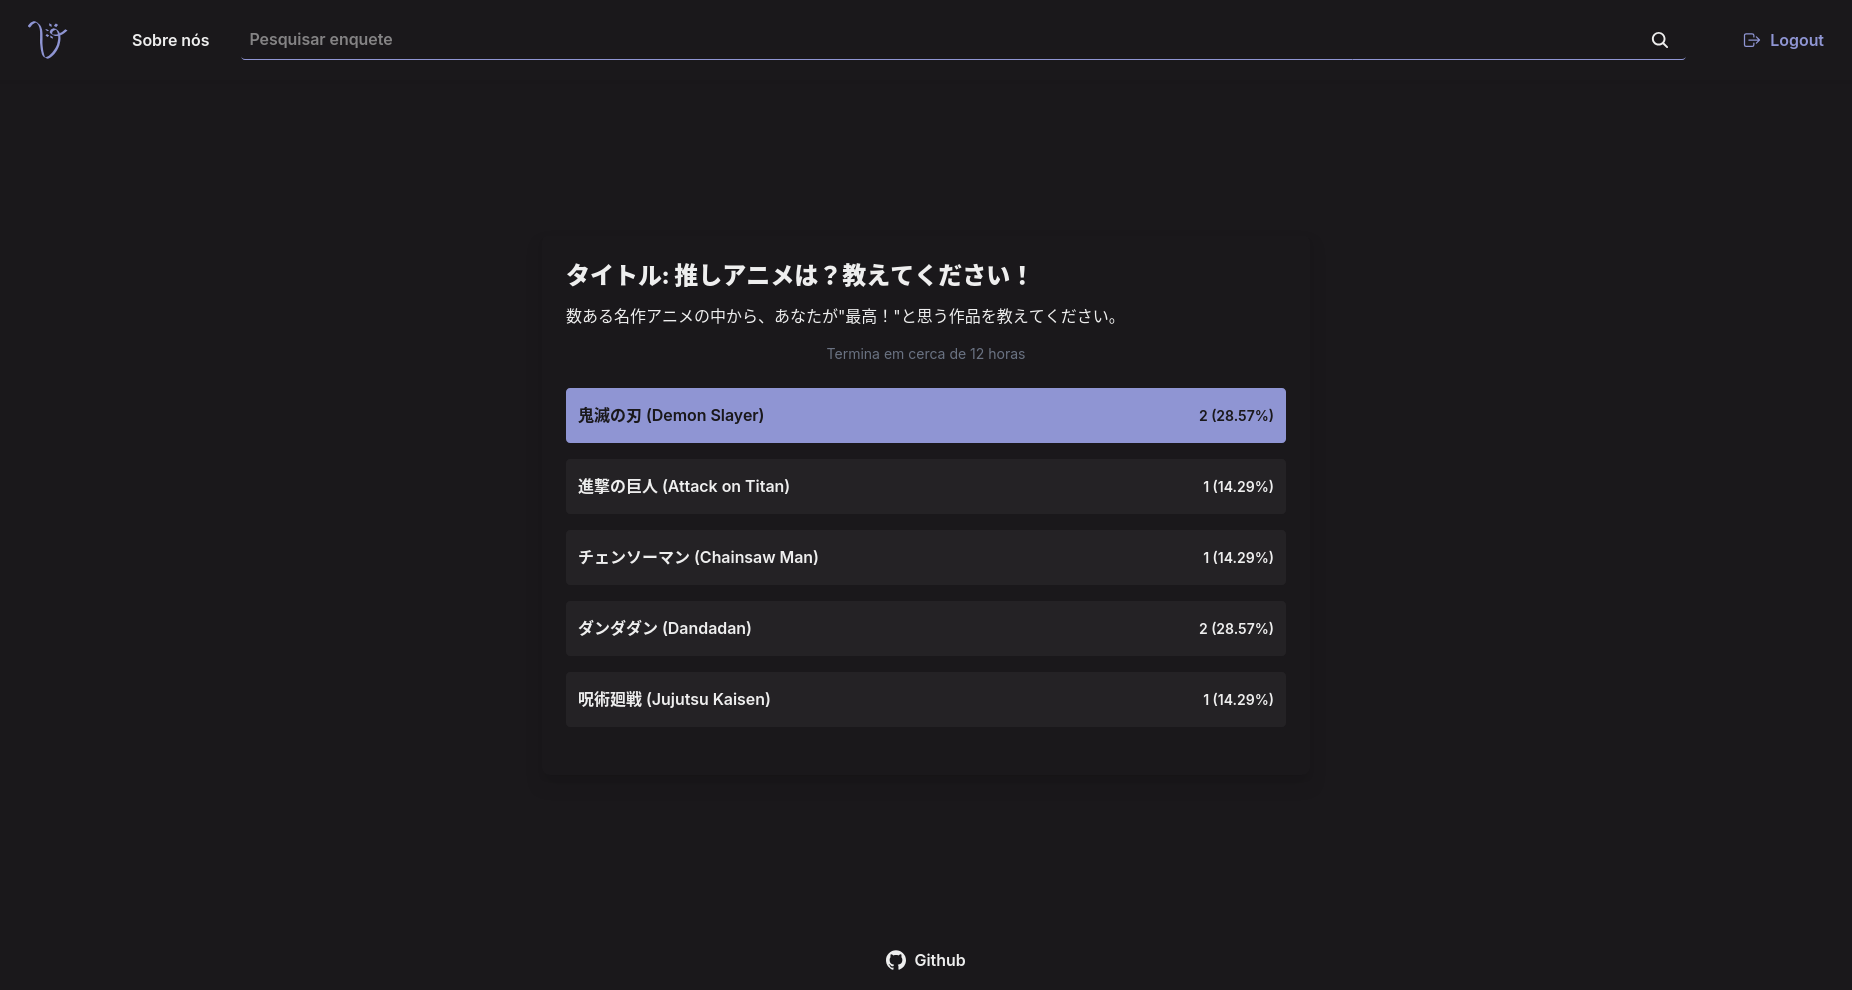 Sobre nós
Pesquisar enquete
Logout
タイトル: 推しアニメは？教えてください！
数ある名作アニメの中から、あなたが"最高！"と思う作品を教えてください。
Termina em cerca de 12 horas
鬼滅の刃 (Demon Slayer) 2 (28.57%)
進撃の巨人 (Attack on Titan) 1 (14.29%)
チェンソーマン (Chainsaw Man) 1 (14.29%)
ダンダダン (Dandadan) 2 (28.57%)
呪術廻戦 (Jujutsu Kaisen) 1 (14.29%)
Github